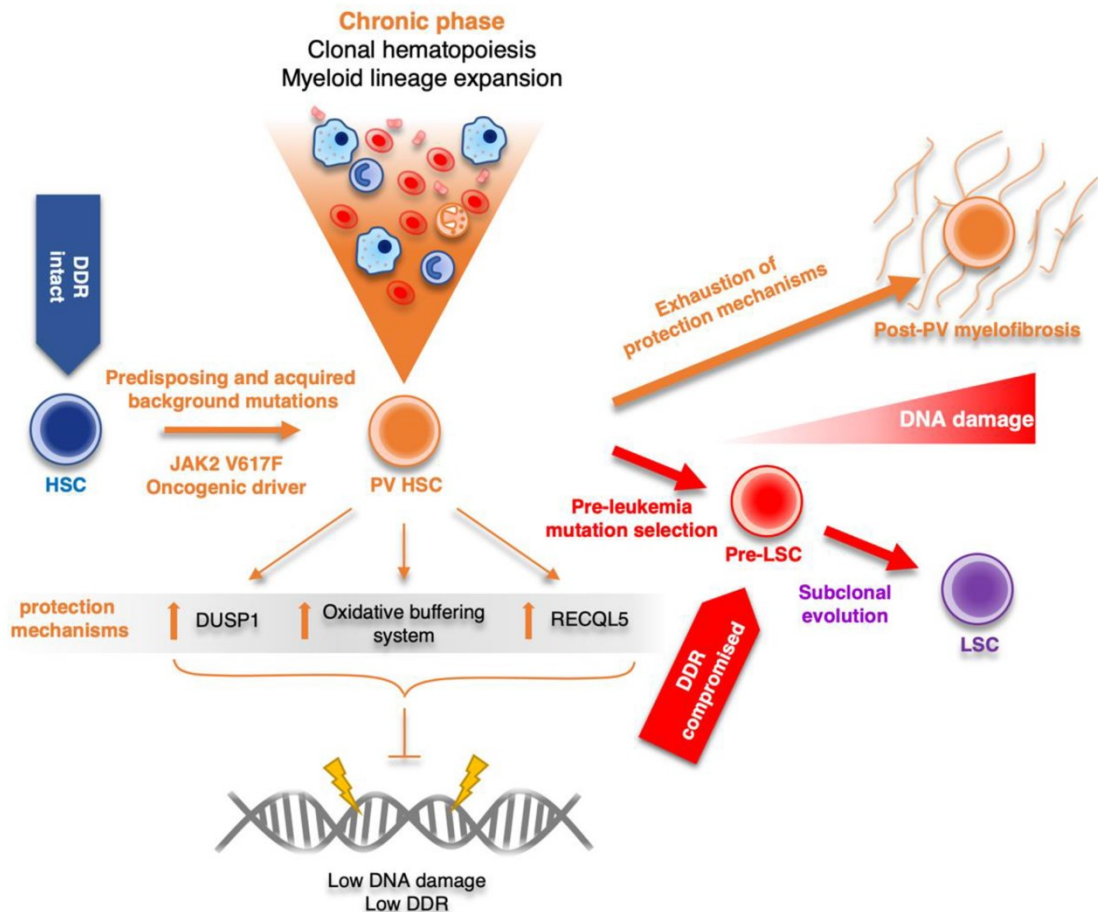 Chronic phase
Clonal hematopoiesis
Myeloid lineage expansion
DDR
intact
HSC
Predisposing and acquired
background mutations
JAK2 V617F
Oncogenic driver
PV HSC
Exhaustion of
protection mechanisms
Post-PV myelofibrosis
DNA damage
Pre-leukemia
mutation selection
Pre-LSC
Subclonal
evolution
LSC
DDR
compromised
protection
mechanisms
DUSP1
Oxidative buffering
system
RECQL5
Low DNA damage
Low DDR